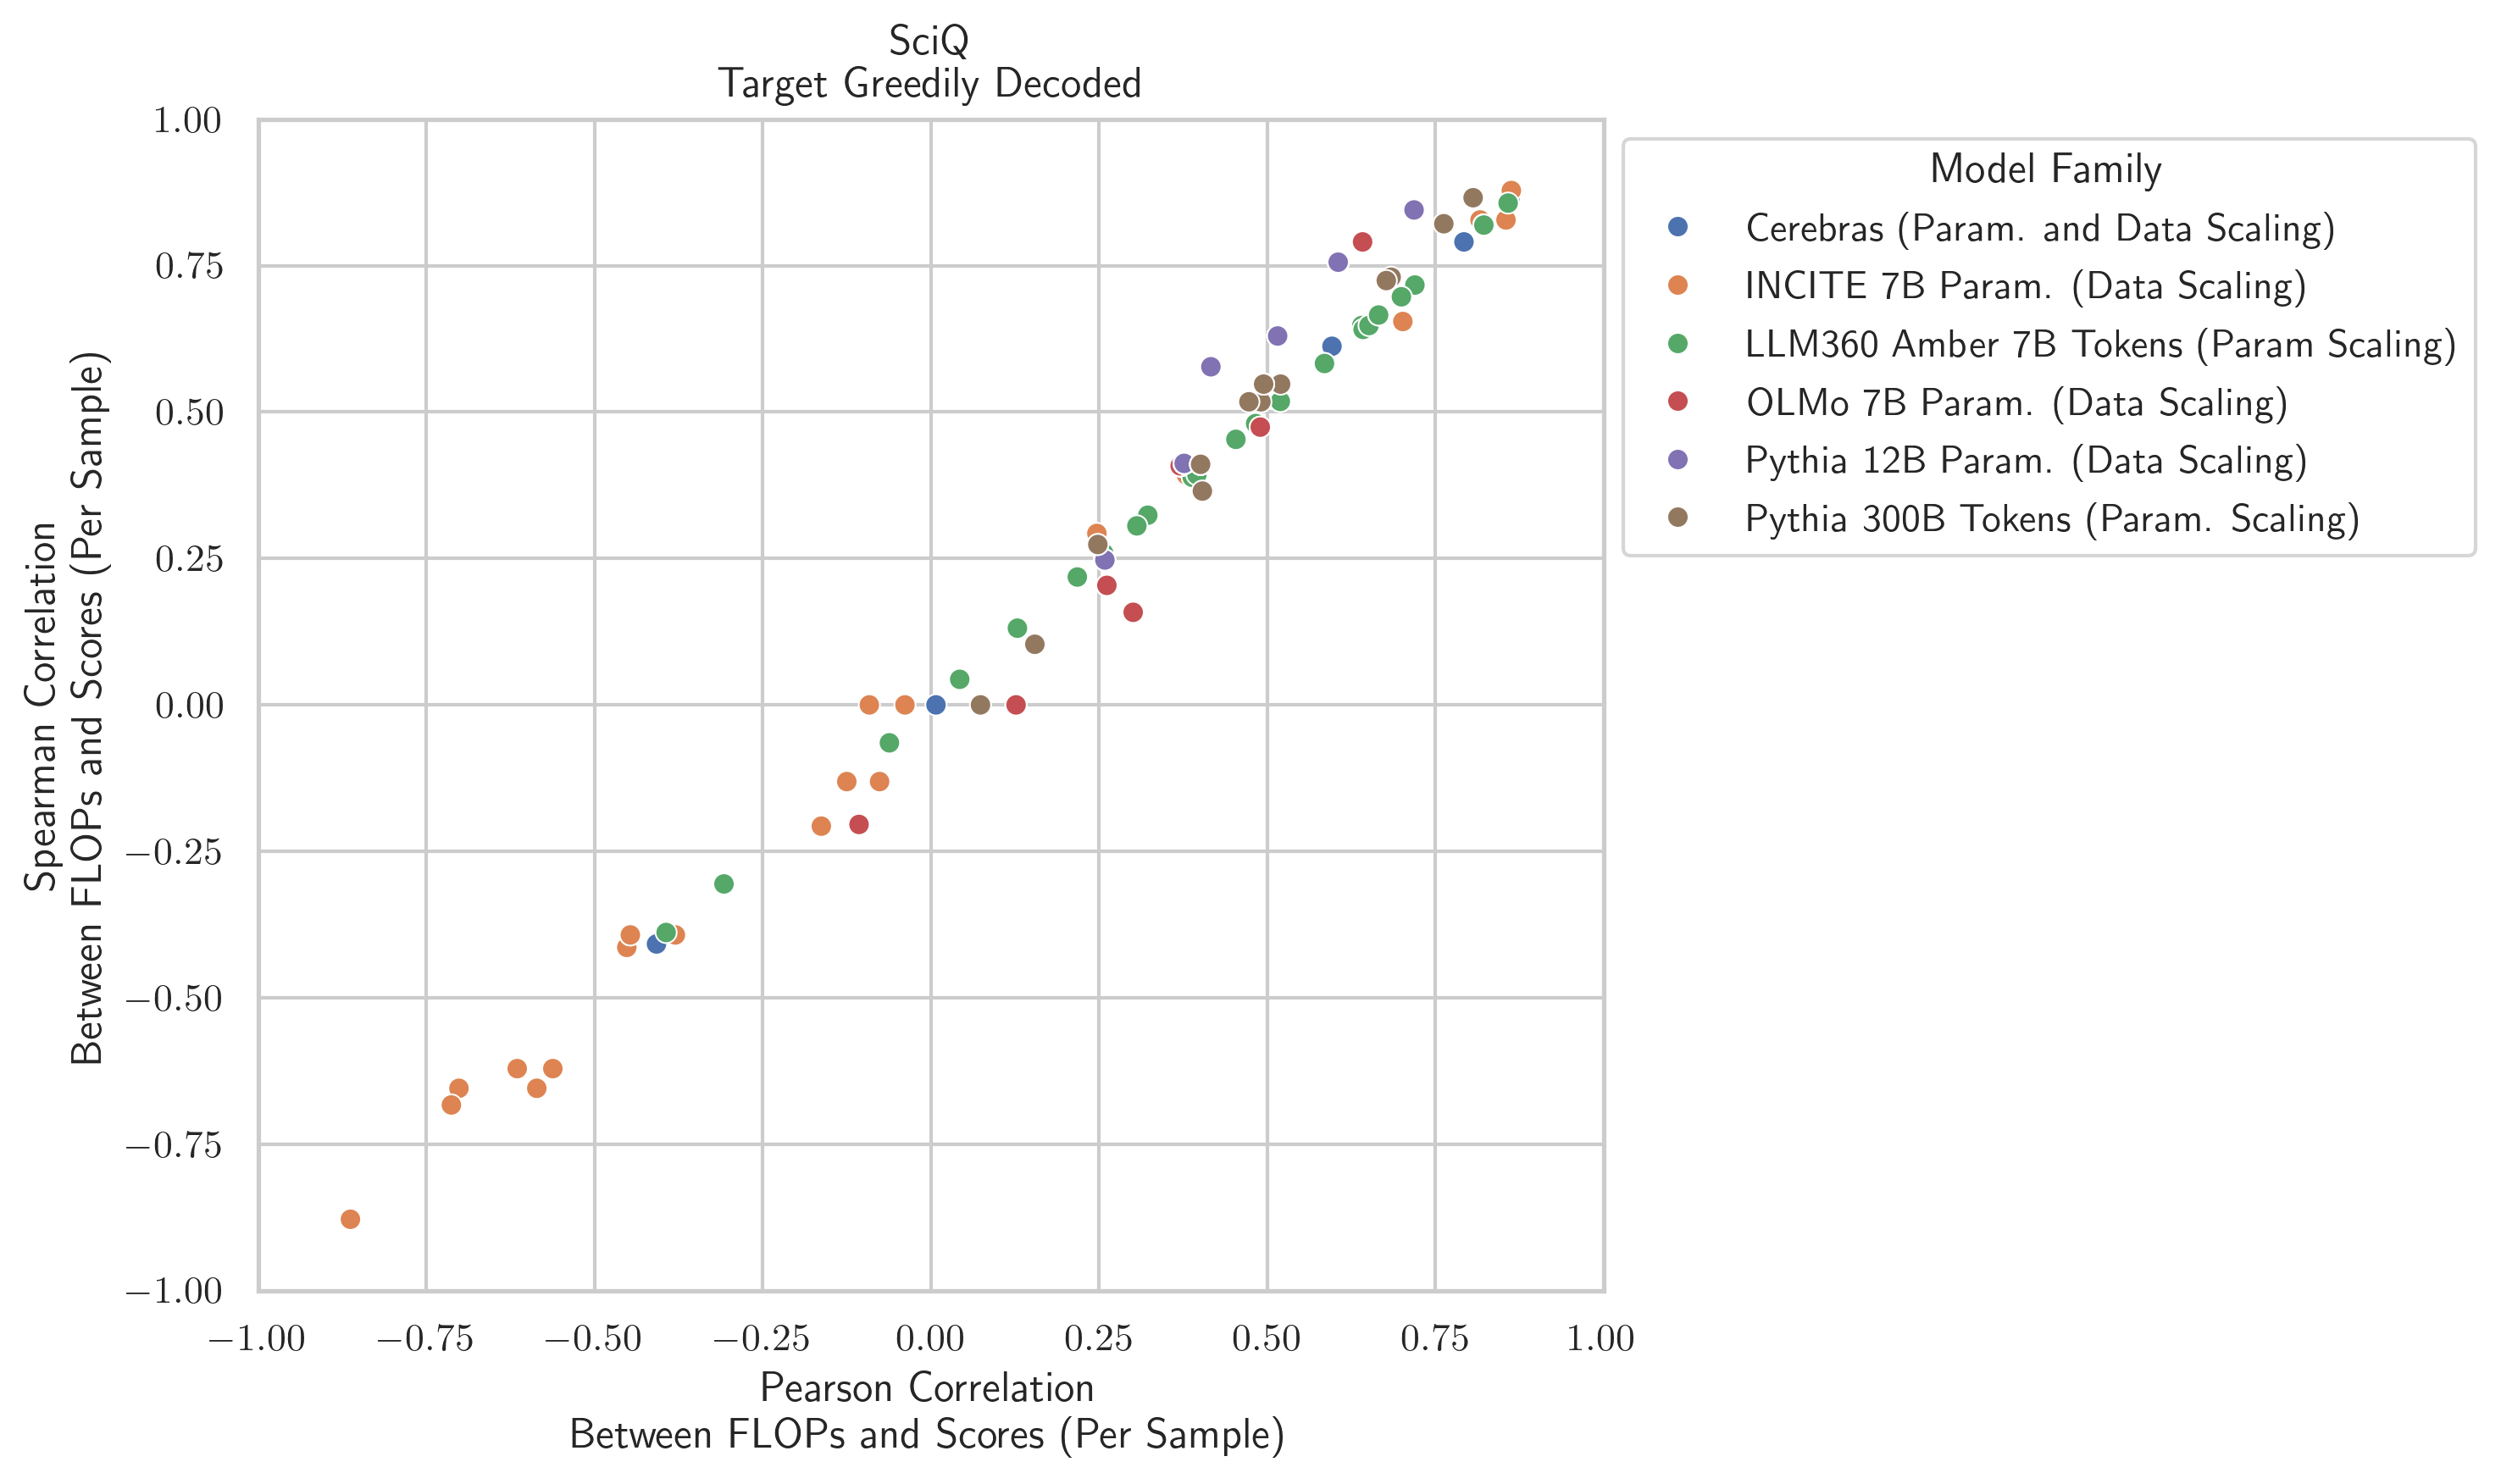 SciQ
Target Greedily Decoded
1.00
0.75
0.50
0.25
0.00
−0.25
−0.50
−0.75
−1.00
Spearman Correlation
Between FLOPs and Scores (Per Sample)
−1.00
−0.75
−0.50
−0.25
0.00
0.25
0.50
0.75
1.00
Pearson Correlation
Between FLOPs and Scores (Per Sample)
Model Family
Cerebras (Param. and Data Scaling)
INCITE 7B Param. (Data Scaling)
LLM360 Amber 7B Tokens (Param Scaling)
OLMo 7B Param. (Data Scaling)
Pythia 12B Param. (Data Scaling)
Pythia 300B Tokens (Param. Scaling)